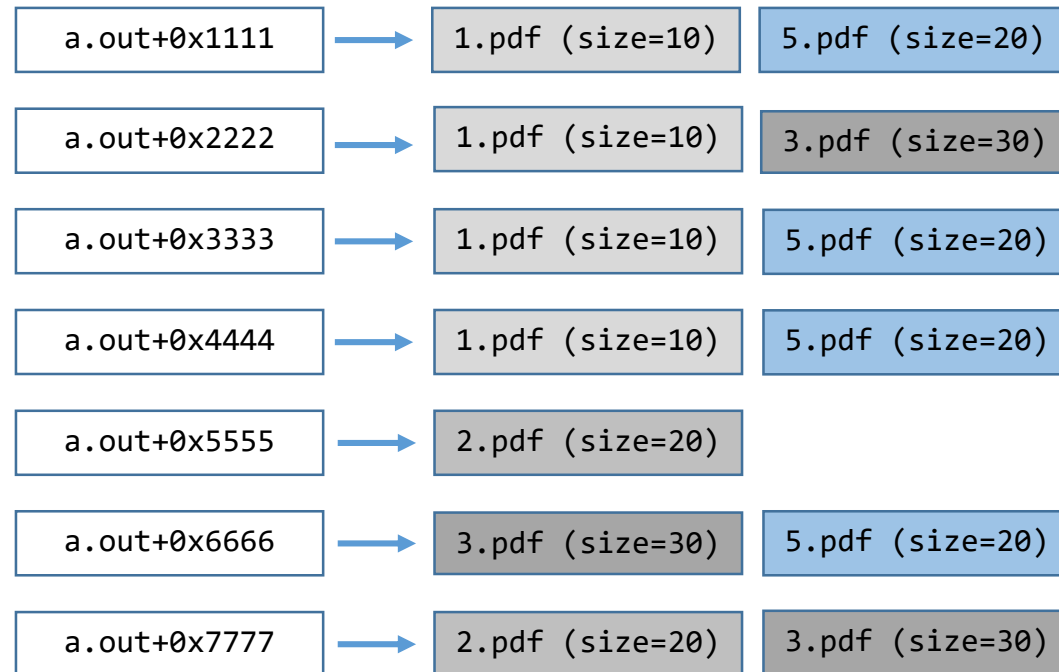 a.out+0x1111 1.pdf (size=10) 5.pdf (size=20)
a.out+0x2222 1.pdf (size=10) 3.pdf (size=30)
a.out+0x3333 1.pdf (size=10) 5.pdf (size=20)
a.out+0x4444 1.pdf (size=10) 5.pdf (size=20)
a.out+0x5555 2.pdf (size=20)
a.out+0x6666 3.pdf (size=30) 5.pdf (size=20)
a.out+0x7777 2.pdf (size=20) 3.pdf (size=30)